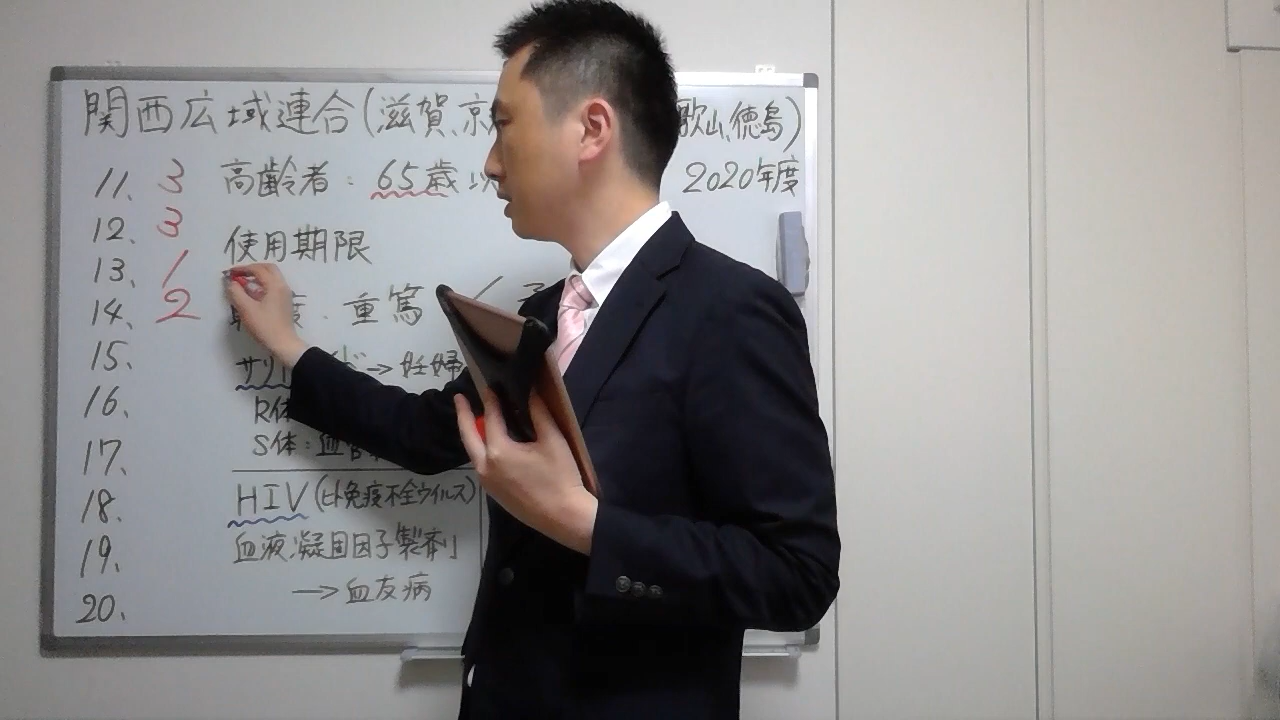 関西広域連合(滋賀、京 歌山、徳島)
11. 3 高齢者：65歳以 2020年度
12. 3 使用期限
13. 1
14. 2 度・重篤
15. サリ ド→妊婦
16. R体
17. S体：血管
18. HIV(ヒト免疫不全ウイルス)
19. 血液凝固因子製剤
20. →血友病